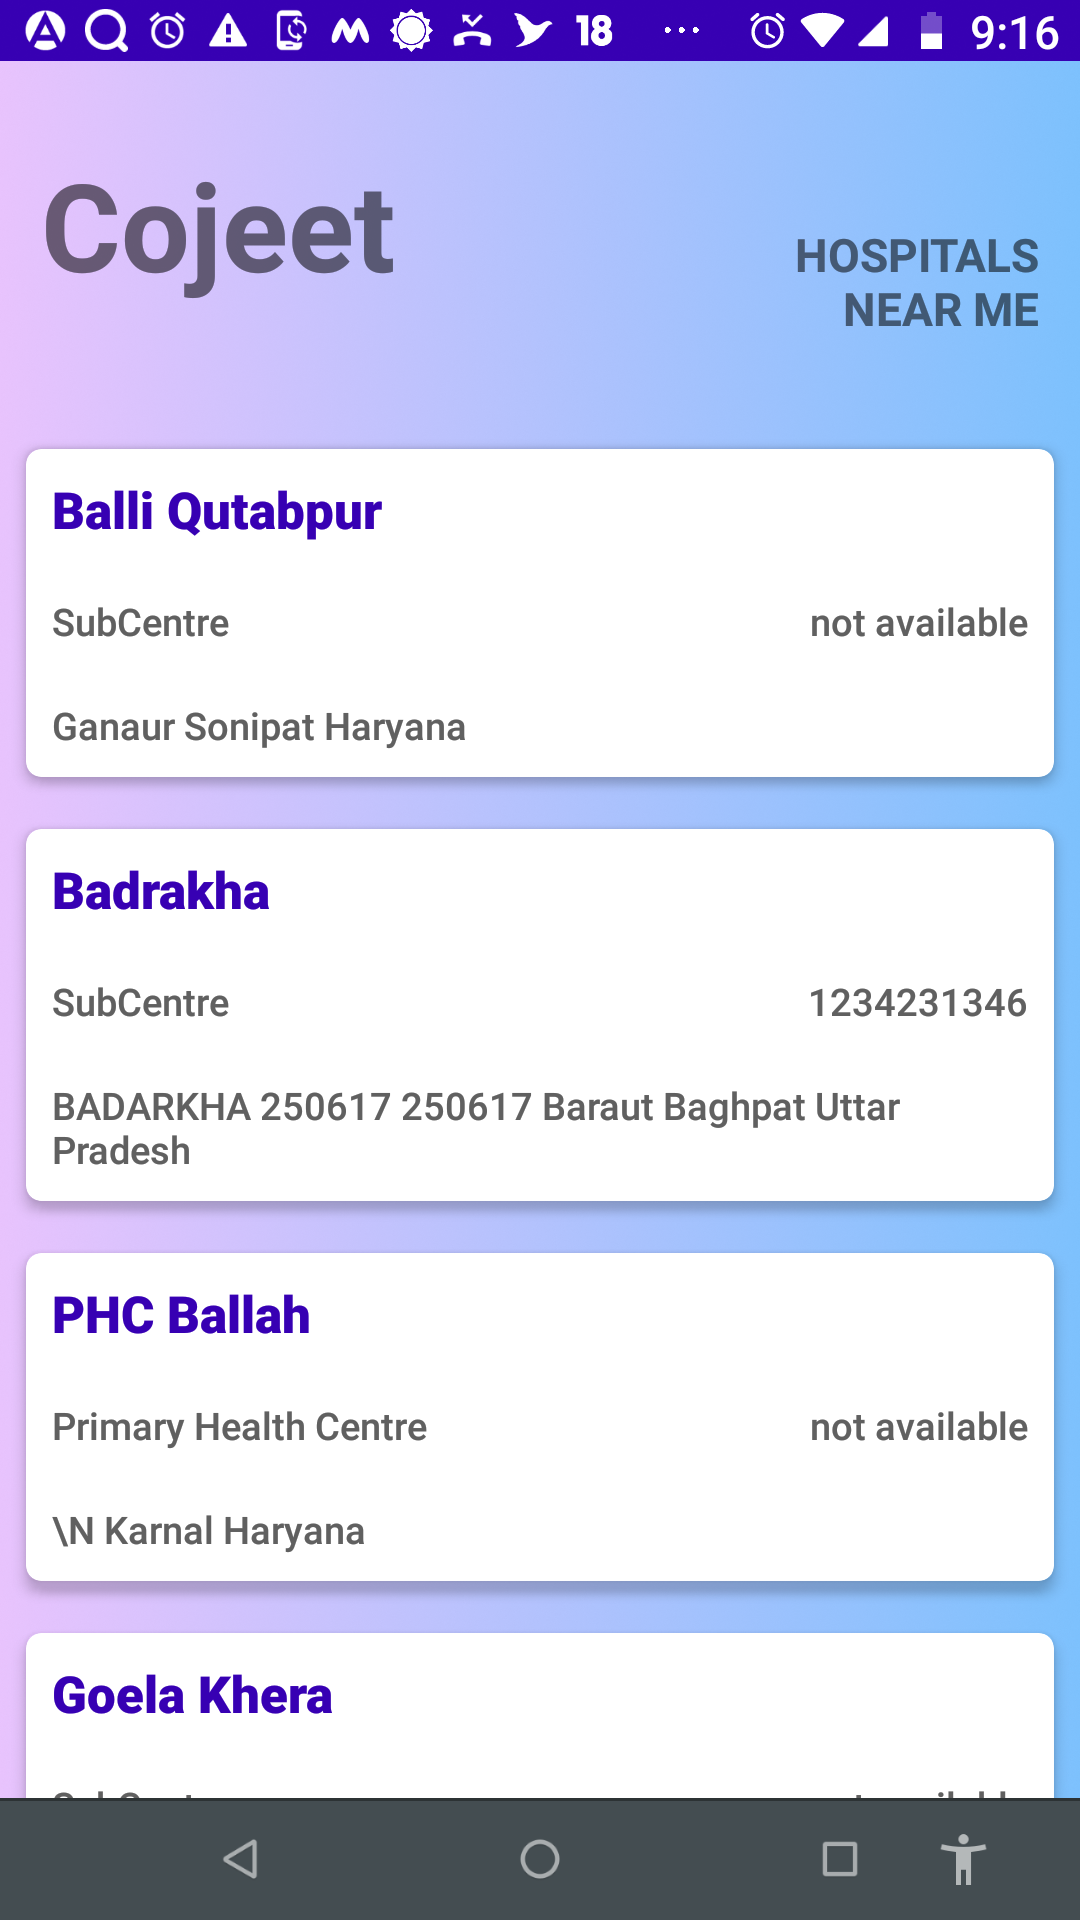 18 ... 9:16
Cojeet
HOSPITALS
NEAR ME
Balli Qutabpur
SubCentre not available
Ganaur Sonipat Haryana
Badrakha
SubCentre 1234231346
BADARKHA 250617 250617 Baraut Baghpat Uttar
Pradesh
PHC Ballah
Primary Health Centre not available
\N Karnal Haryana
Goela Khera